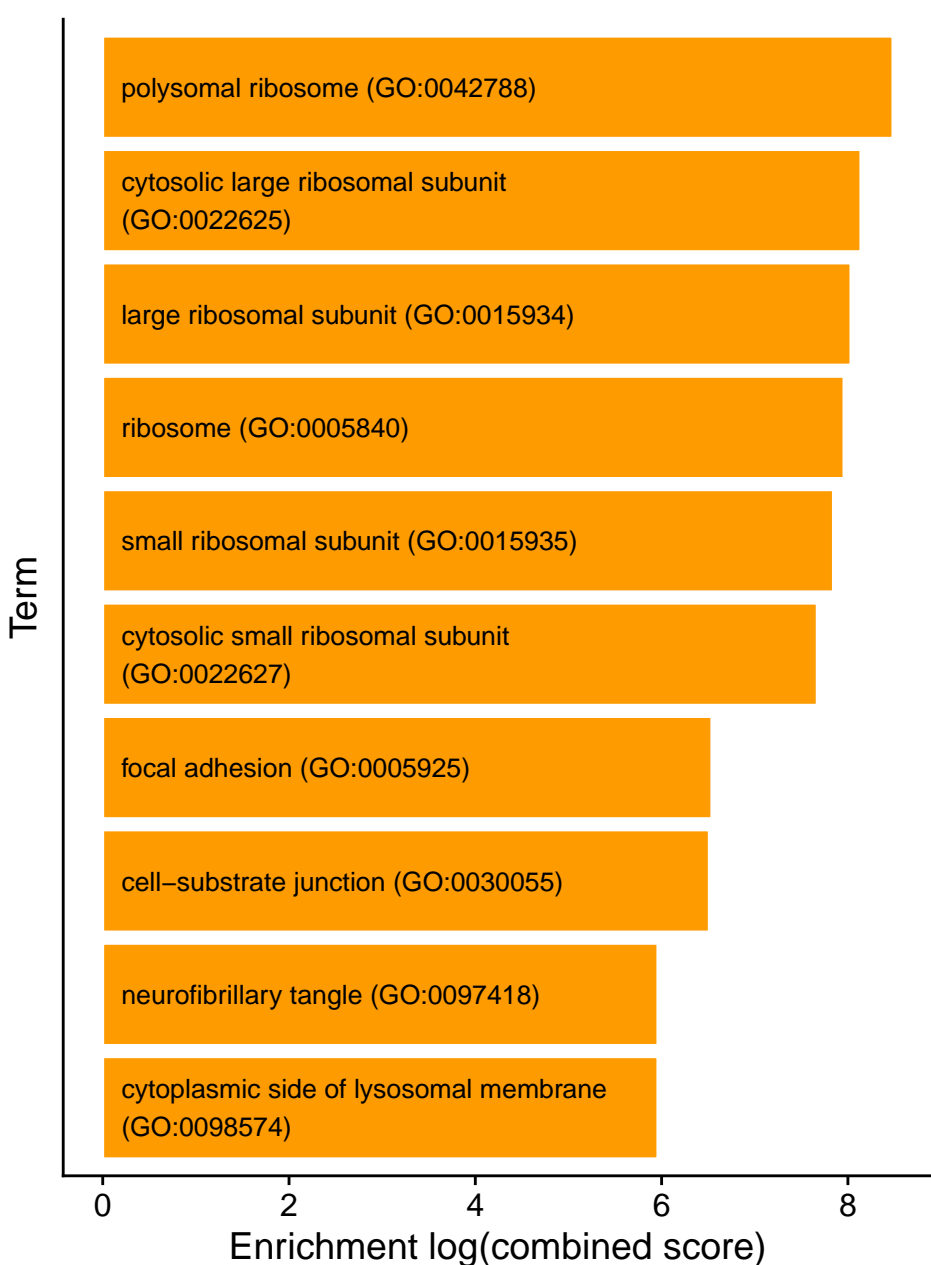 polysomal ribosome (GO:0042788)
cytosolic large ribosomal subunit
(GO:0022625)
large ribosomal subunit (GO:0015934)
ribosome (GO:0005840)
small ribosomal subunit (GO:0015935)
cytosolic small ribosomal subunit
(GO:0022627)
focal adhesion (GO:0005925)
cell−substrate junction (GO:0030055)
neurofibrillary tangle (GO:0097418)
cytoplasmic side of lysosomal membrane
(GO:0098574)
Term
0 2 4 6 8
Enrichment log(combined score)